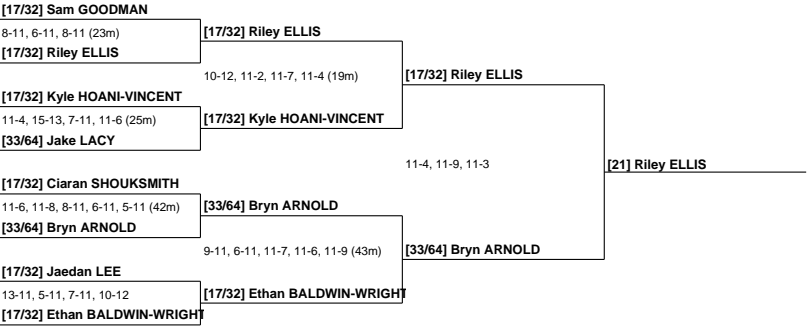 [17/32] Sam GOODMAN
8-11, 6-11, 8-11 (23m)
[17/32] Riley ELLIS
[17/32] Riley ELLIS
10-12, 11-2, 11-7, 11-4 (19m)
[17/32] Riley ELLIS
[17/32] Kyle HOANI-VINCENT
11-4, 15-13, 7-11, 11-6 (25m)
[17/32] Kyle HOANI-VINCENT
[33/64] Jake LACY
11-4, 11-9, 11-3
[21] Riley ELLIS
[17/32] Ciaran SHOUKSMITH
11-6, 11-8, 8-11, 6-11, 5-11 (42m)
[33/64] Bryn ARNOLD
[33/64] Bryn ARNOLD
9-11, 6-11, 11-7, 11-6, 11-9 (43m)
[33/64] Bryn ARNOLD
[17/32] Jaedan LEE
13-11, 5-11, 7-11, 10-12
[17/32] Ethan BALDWIN-WRIGHT
[17/32] Ethan BALDWIN-WRIGHT